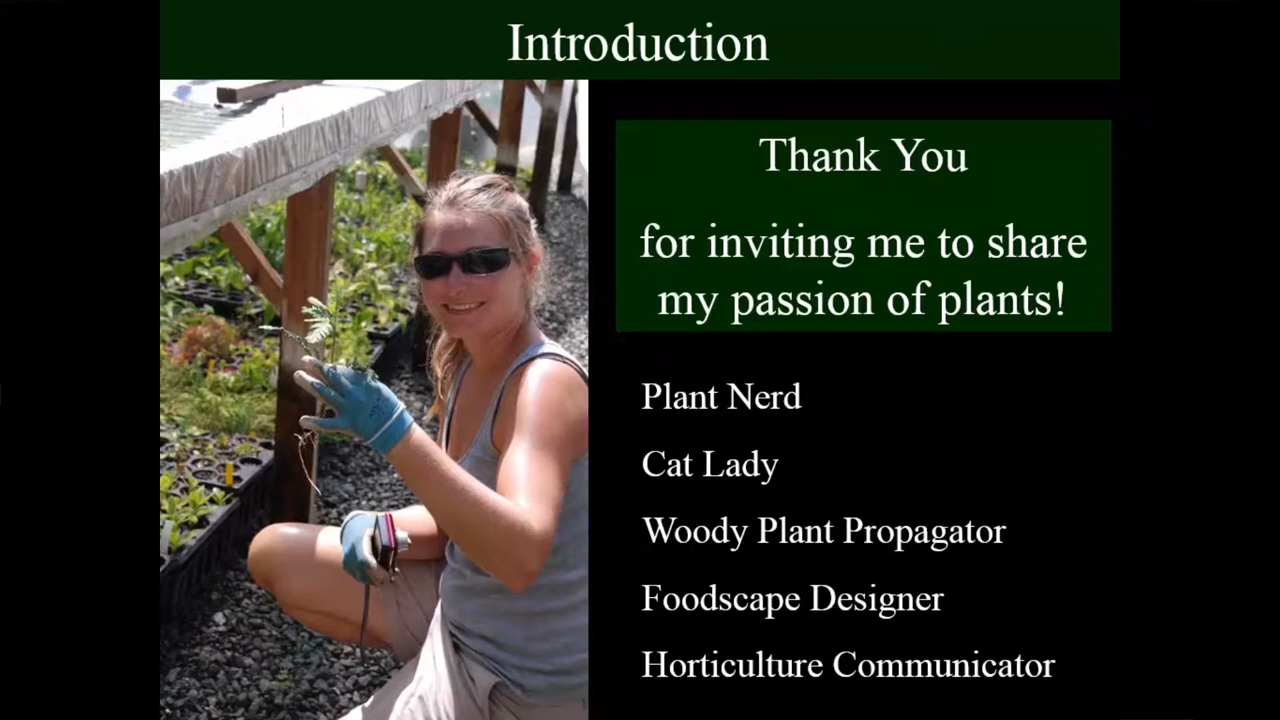 Introduction
Thank You
for inviting me to share
my passion of plants!
Plant Nerd
Cat Lady
Woody Plant Propagator
Foodscape Designer
Horticulture Communicator